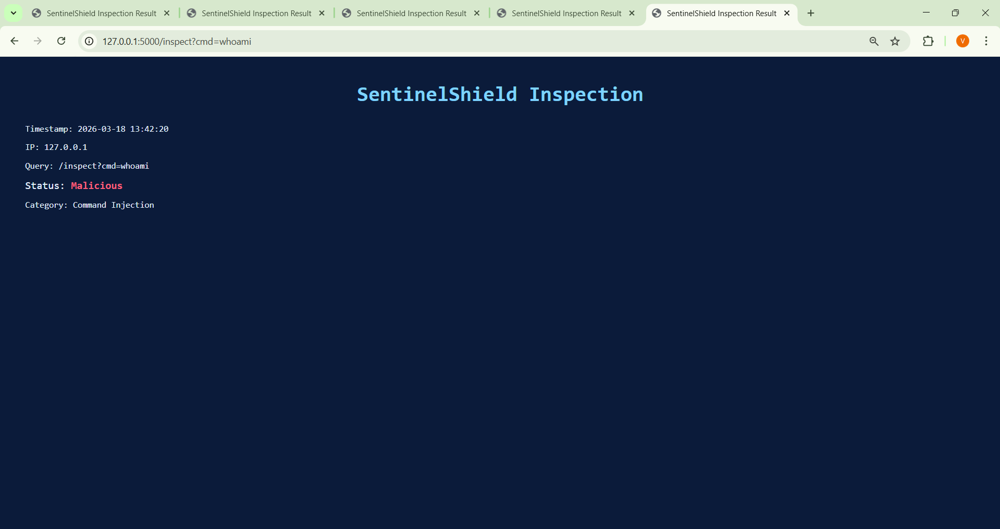 SentinelShield Inspection Result
SentinelShield Inspection Result
SentinelShield Inspection Result
SentinelShield Inspection Result
SentinelShield Inspection Result
127.0.0.1:5000/inspect?cmd=whoami
V
SentinelShield Inspection
Timestamp: 2026-03-18 13:42:20
IP: 127.0.0.1
Query: /inspect?cmd=whoami
Status: Malicious
Category: Command Injection